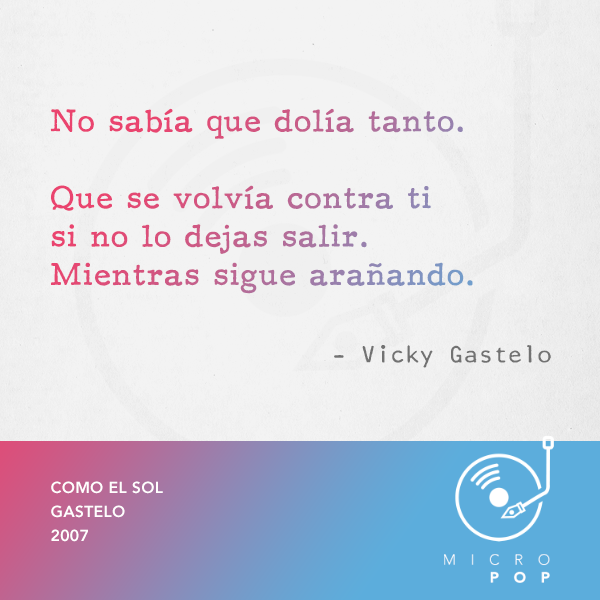 No sabía que dolía tanto.
Que se volvía contra ti
si no lo dejas salir.
Mientras sigue arañando.
– Vicky Gastelo
COMO EL SOL
GASTELO
2007
MICRO
POP